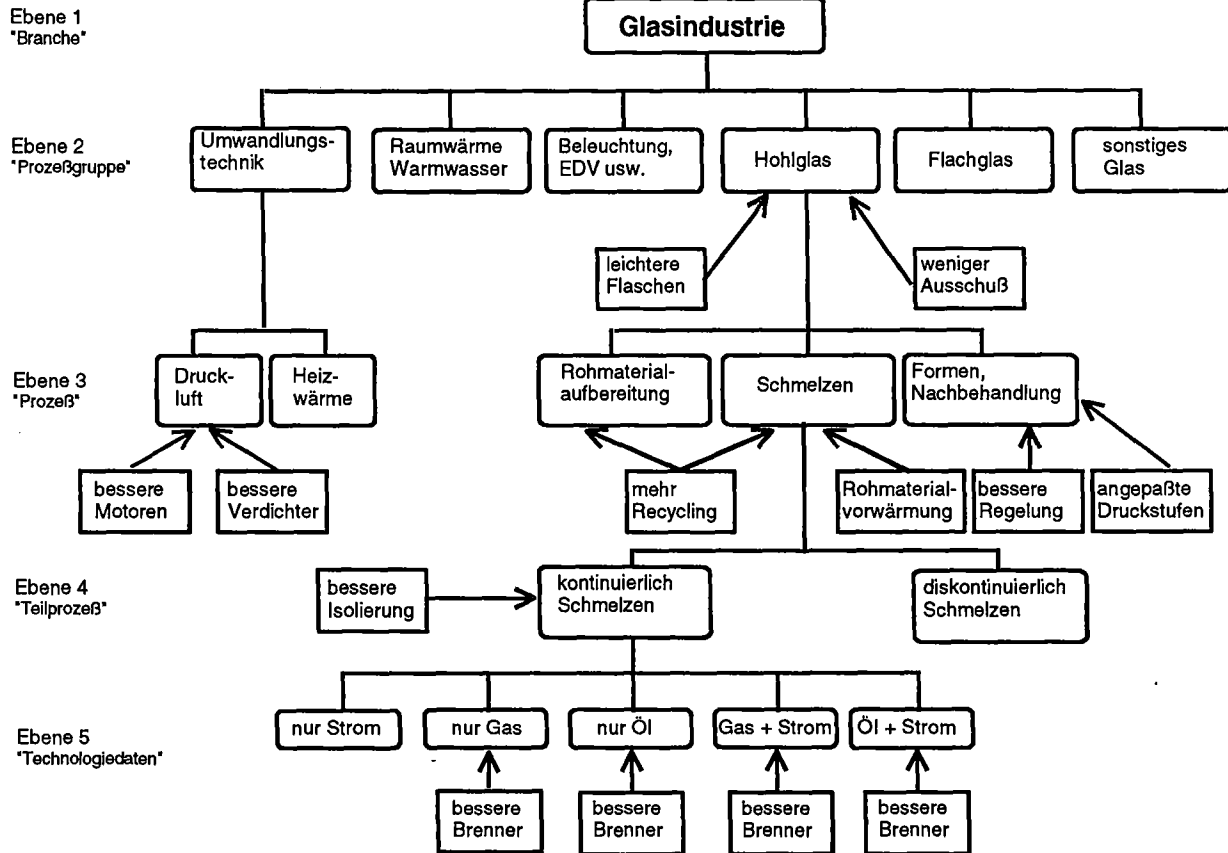 Ebene 1
"Branche"
Glasindustrie
Ebene 2
"Prozeßgruppe"
Umwandlungs-
technik
Raumwärme
Warmwasser
Beleuchtung,
EDV usw.
Hohlglas
Flachglas
sonstiges
Glas
leichtere
Flaschen
weniger
Ausschuß
Ebene 3
"Prozeß"
Druck-
luft
Heiz-
wärme
Rohmaterial-
aufbereitung
Schmelzen
Formen,
Nachbehandlung
bessere
Motoren
bessere
Verdichter
mehr
Recycling
Rohmaterial-
vorwärmung
bessere
Regelung
angepaßte
Druckstufen
Ebene 4
"Teilprozeß"
bessere
Isolierung
kontinuierlich
Schmelzen
diskontinuierlich
Schmelzen
Ebene 5
"Technologiedaten"
nur Strom
nur Gas
nur Öl
Gas + Strom
Öl + Strom
bessere
Brenner
bessere
Brenner
bessere
Brenner
bessere
Brenner